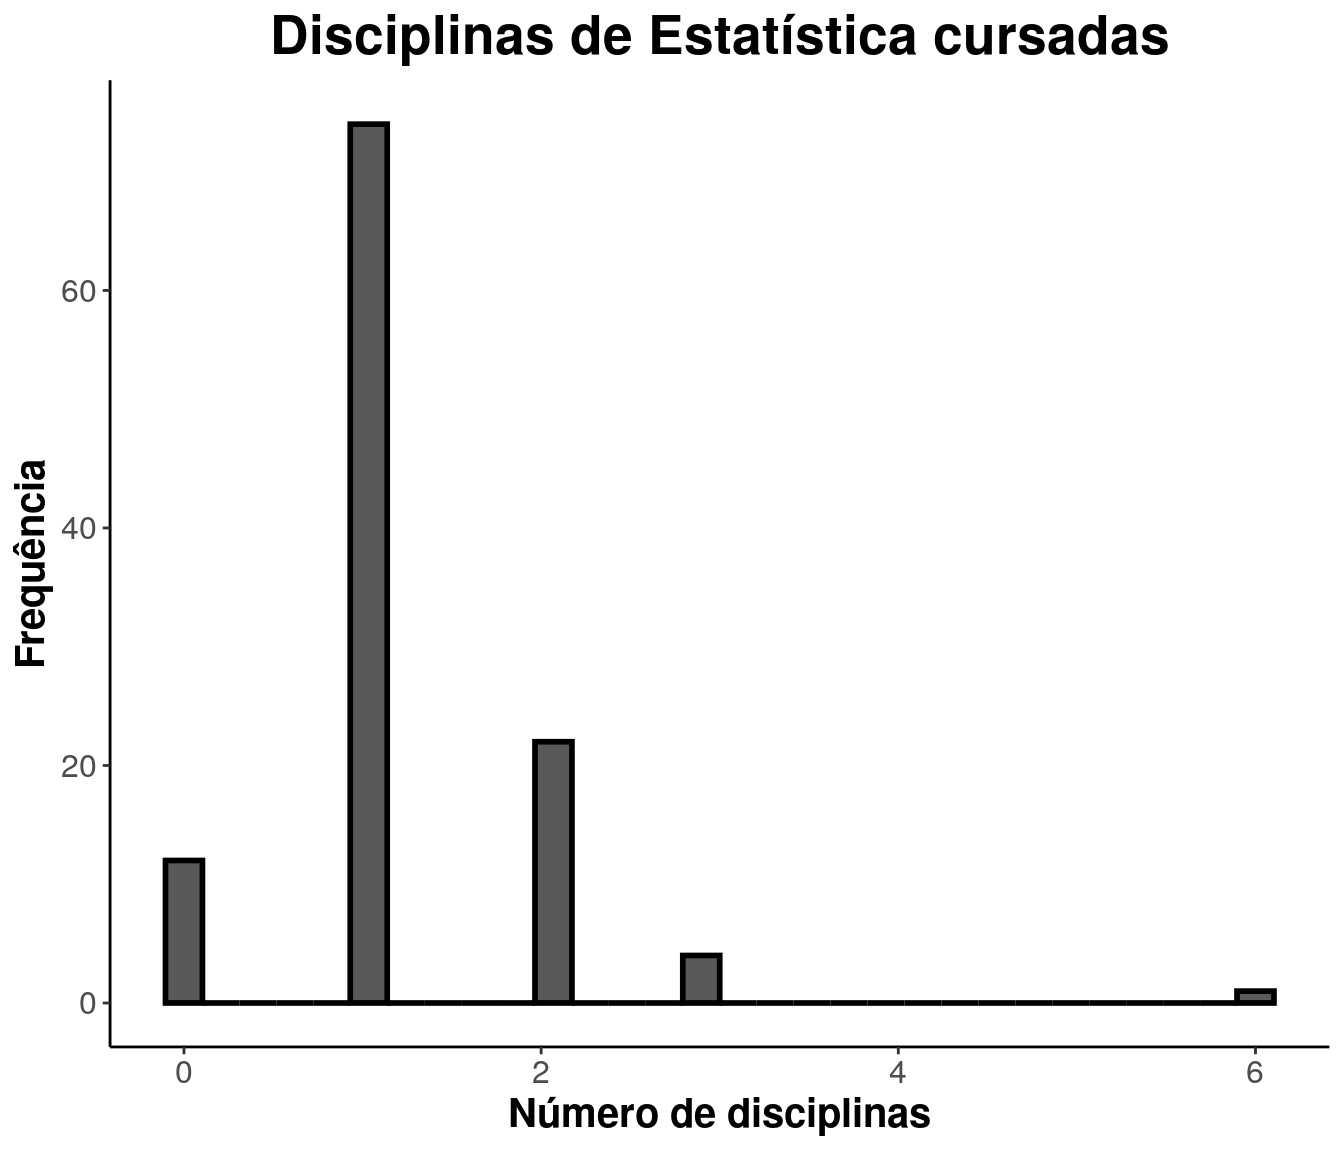 Disciplinas de Estatística cursadas
Frequência
60
40
20
0
0 2 4 6
Número de disciplinas